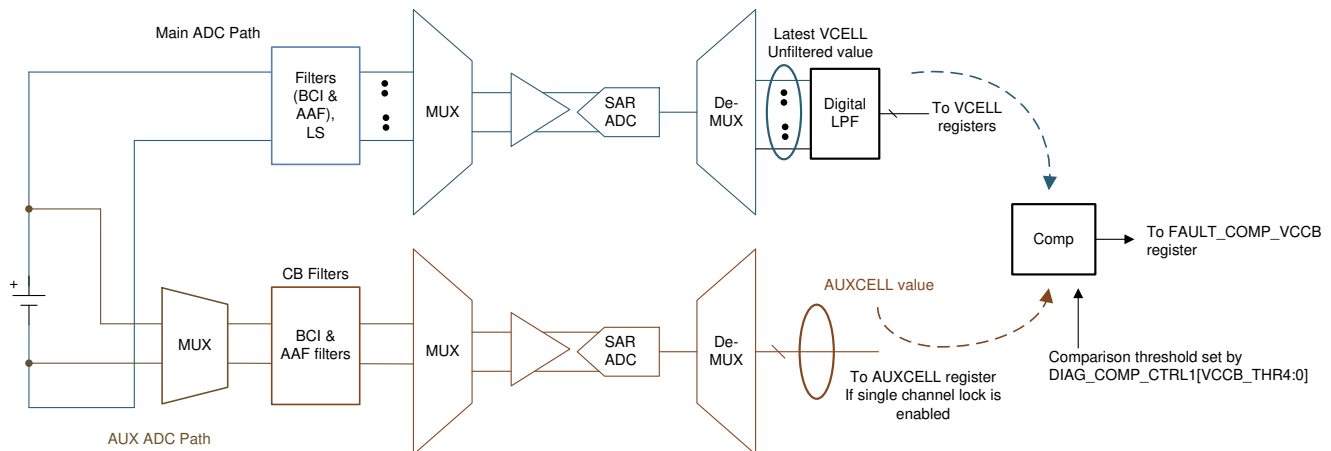 Main ADC Path
Filters
(BCI &
AAF),
LS
MUX
SAR
ADC
De-
MUX
Latest VCELL
Unfiltered value
Digital
LPF
To VCELL
registers
Comp
To FAULT_COMP_VCCB
register
Comparison threshold set by
DIAG_COMP_CTRL1[VCCB_THR4:0]
+
MUX
CB Filters
BCI &
AAF filters
MUX
SAR
ADC
De-
MUX
AUXCELL value
To AUXCELL register
If single channel lock is
enabled
AUX ADC Path